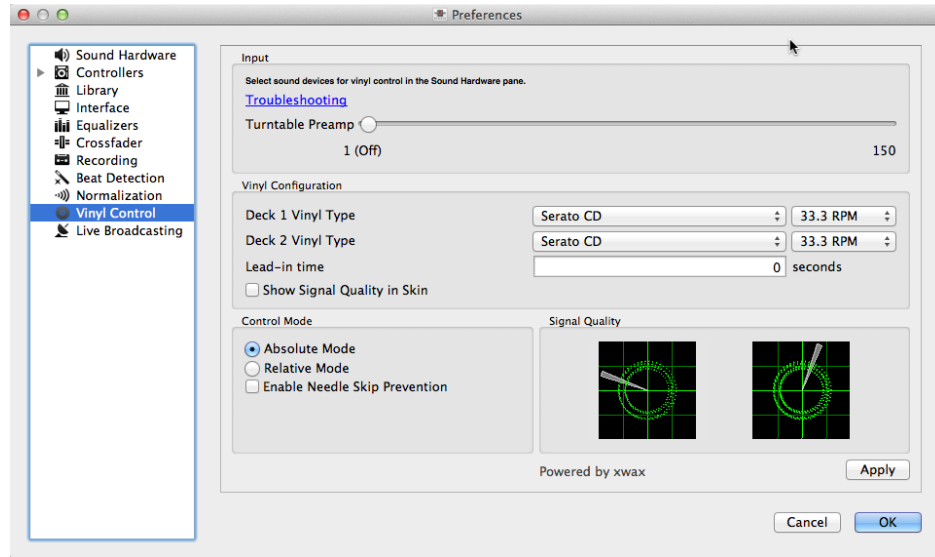 Preferences
Sound Hardware
Controllers
Library
Interface
Equalizers
Crossfader
Recording
Beat Detection
Normalization
Vinyl Control
Live Broadcasting
Input
Select sound devices for vinyl control in the Sound Hardware pane.
Troubleshooting
Turntable Preamp
1 (Off) 150
Vinyl Configuration
Deck 1 Vinyl Type Serato CD 33.3 RPM
Deck 2 Vinyl Type Serato CD 33.3 RPM
Lead-in time 0 seconds
Show Signal Quality in Skin
Control Mode
Absolute Mode
Relative Mode
Enable Needle Skip Prevention
Signal Quality
Powered by xwax
Apply
Cancel OK